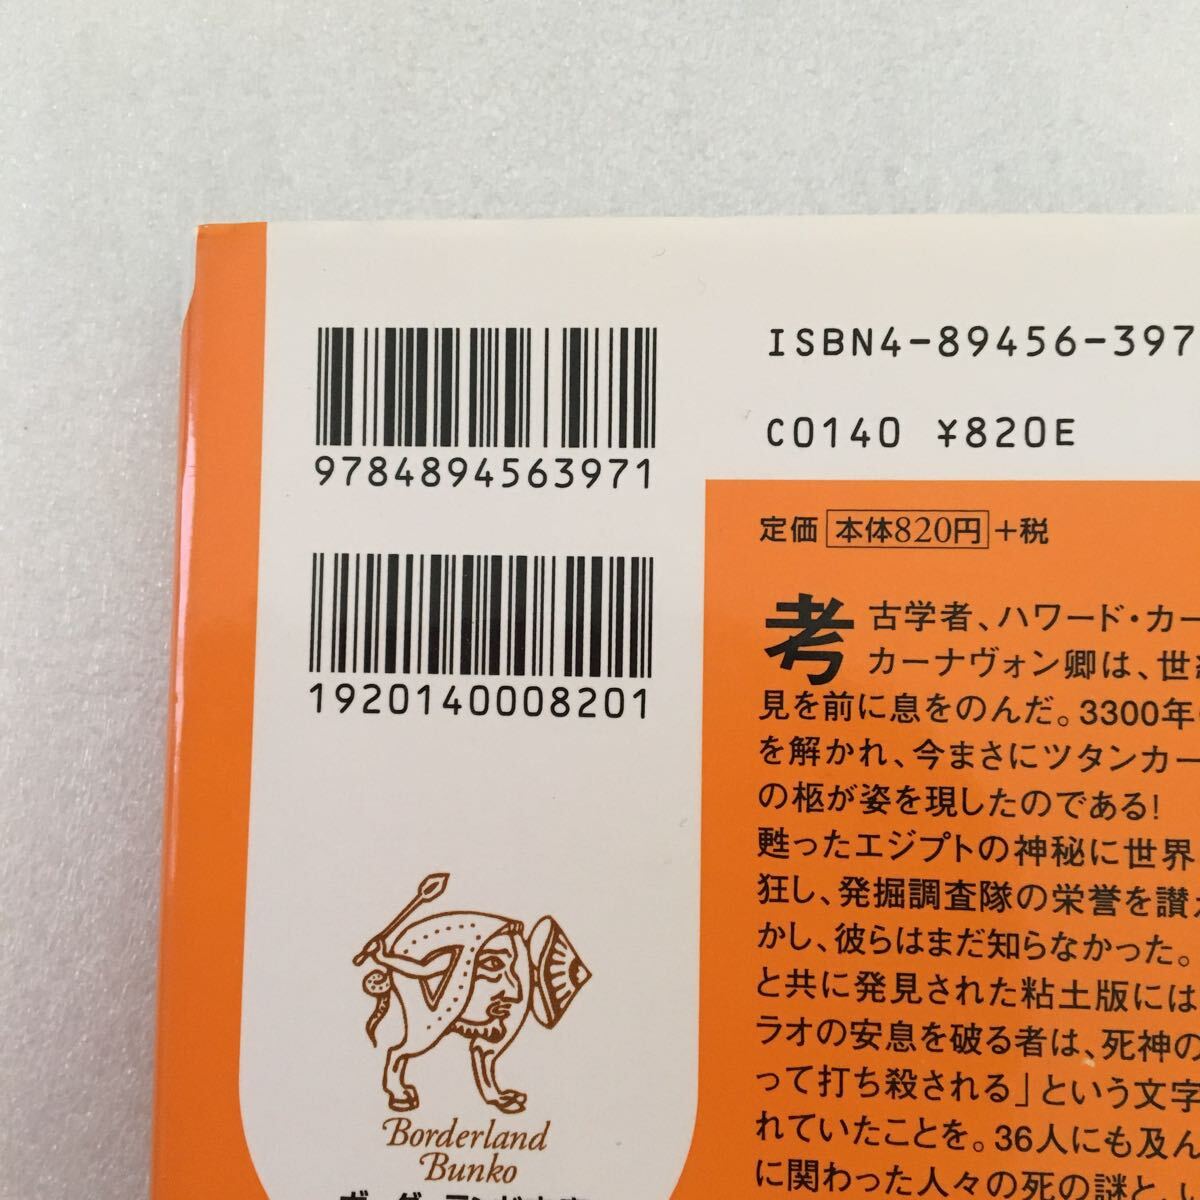 9784894563971
1920140008201
Borderland
Bunko
ISBN4-89456-397
C0140 ¥820E
定価 本体820円+税
考古学者、ハワード・カー
カーナヴォン卿は、世
見を前に息をのんだ。3300年
を解かれ、今まさにツタンカー
の柩が姿を現したのである!
甦ったエジプトの神秘に世界
狂し、発掘調査隊の栄誉を讃
かし、彼らはまだ知らなかった。
と共に発見された粘土版には
ラオの安息を破る者は、死神の
って打ち殺される」という文字
れていたことを。36人にも及ん
に関わった人々の死の謎と、